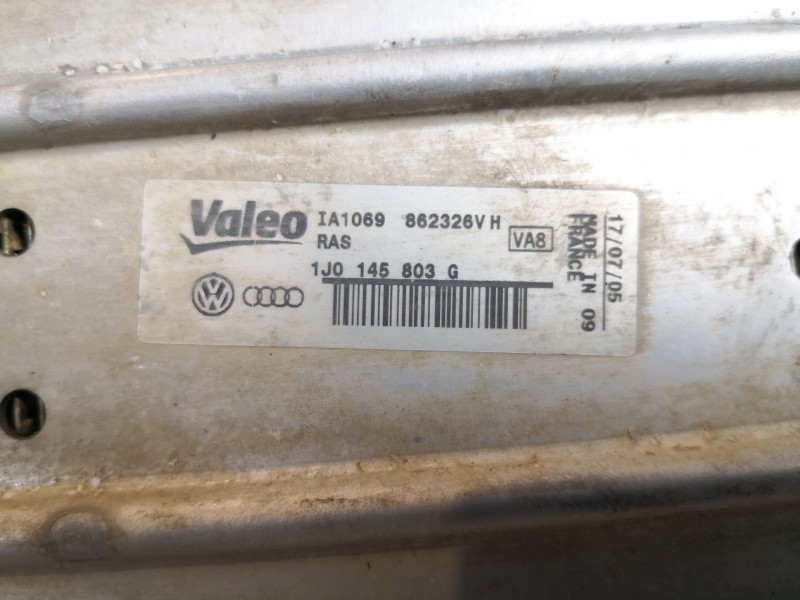 Valeo IA1069 862326V H
RAS VA8
1J0 145 803 G
17/07/05
MADE IN 09
FRANCE